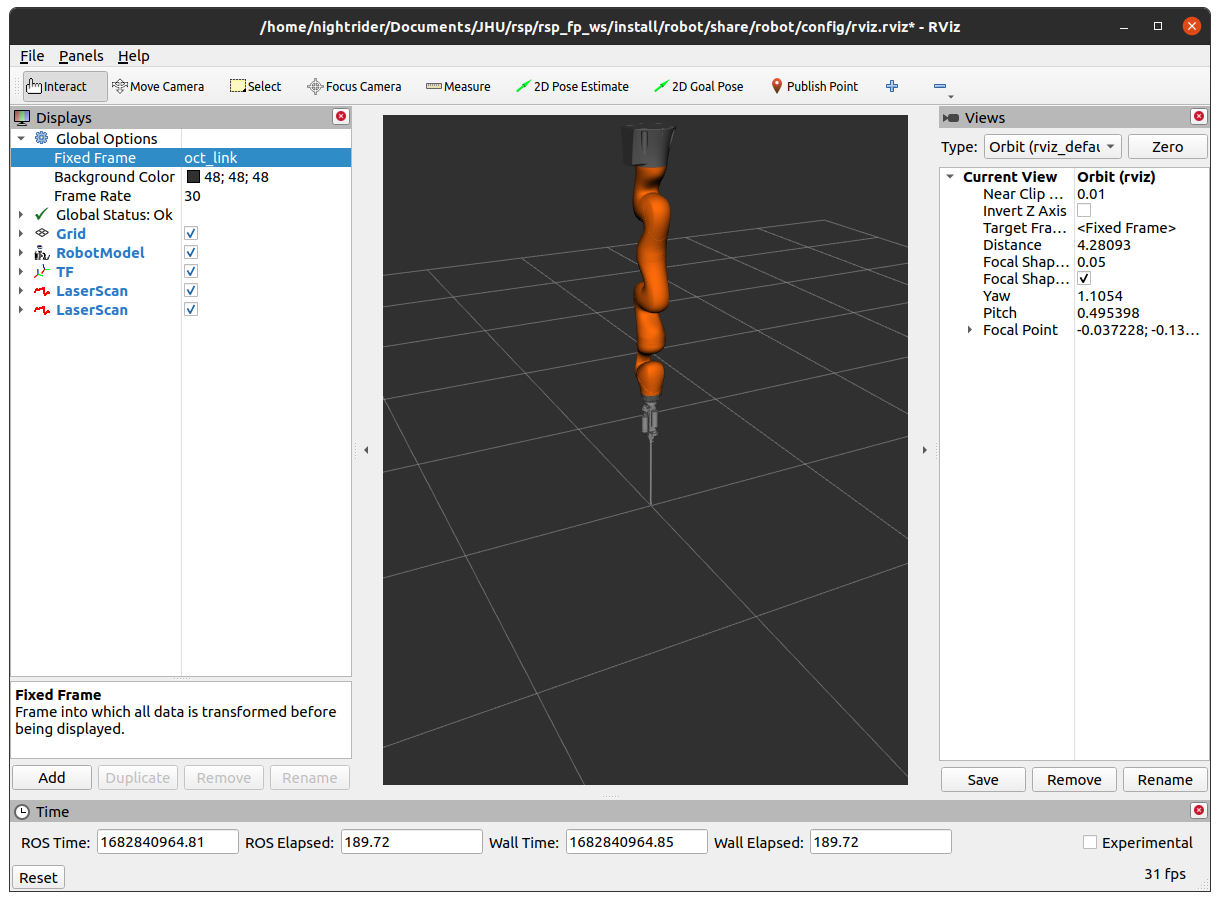 /home/nightrider/Documents/JHU/rsp/rsp_fp_ws/install/robot/share/robot/config/rviz.rviz* - RViz
File Panels Help
Interact Move Camera Select Focus Camera Measure 2D Pose Estimate 2D Goal Pose Publish Point
Displays
Global Options
Fixed Frame oct_link
Background Color 48; 48; 48
Frame Rate 30
Global Status: Ok
Grid
RobotModel
TF
LaserScan
LaserScan
Fixed Frame
Frame into which all data is transformed before
being displayed.
Add Duplicate Remove Rename
Views
Type: Orbit (rviz_defau Zero
Current View Orbit (rviz)
Near Clip ... 0.01
Invert Z Axis
Target Fra... <Fixed Frame>
Distance 4.28093
Focal Shap... 0.05
Focal Shap...
Yaw 1.1054
Pitch 0.495398
Focal Point -0.037228; -0.13...
Save Remove Rename
Time
ROS Time: 1682840964.81 ROS Elapsed: 189.72 Wall Time: 1682840964.85 Wall Elapsed: 189.72 Experimental
Reset 31 fps